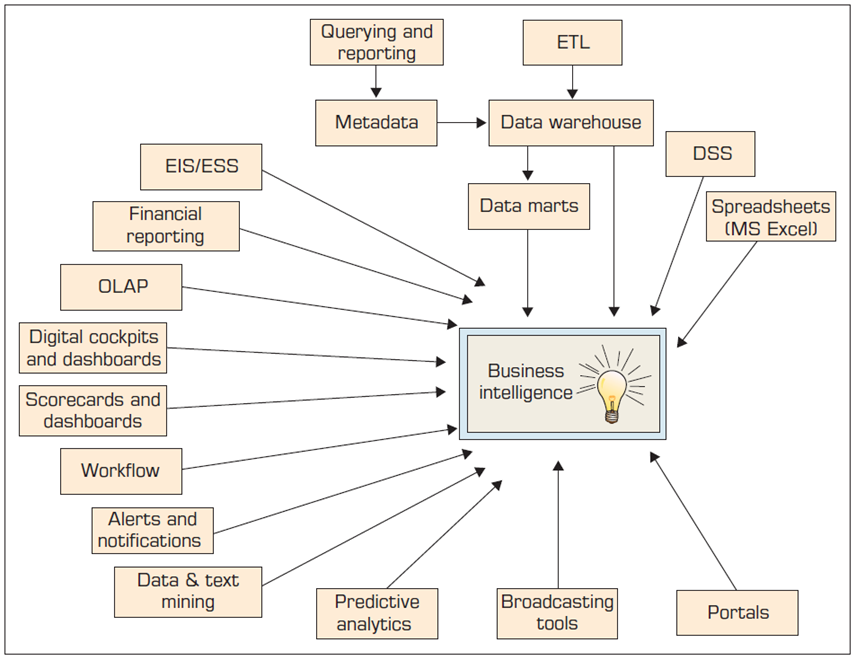 Querying and
reporting
ETL
Metadata
Data warehouse
DSS
EIS/ESS
Data marts
Spreadsheets
(MS Excel)
Financial
reporting
OLAP
Digital cockpits
and dashboards
Business
intelligence
Scorecards and
dashboards
Workflow
Alerts and
notifications
Data & text
mining
Predictive
analytics
Broadcasting
tools
Portals